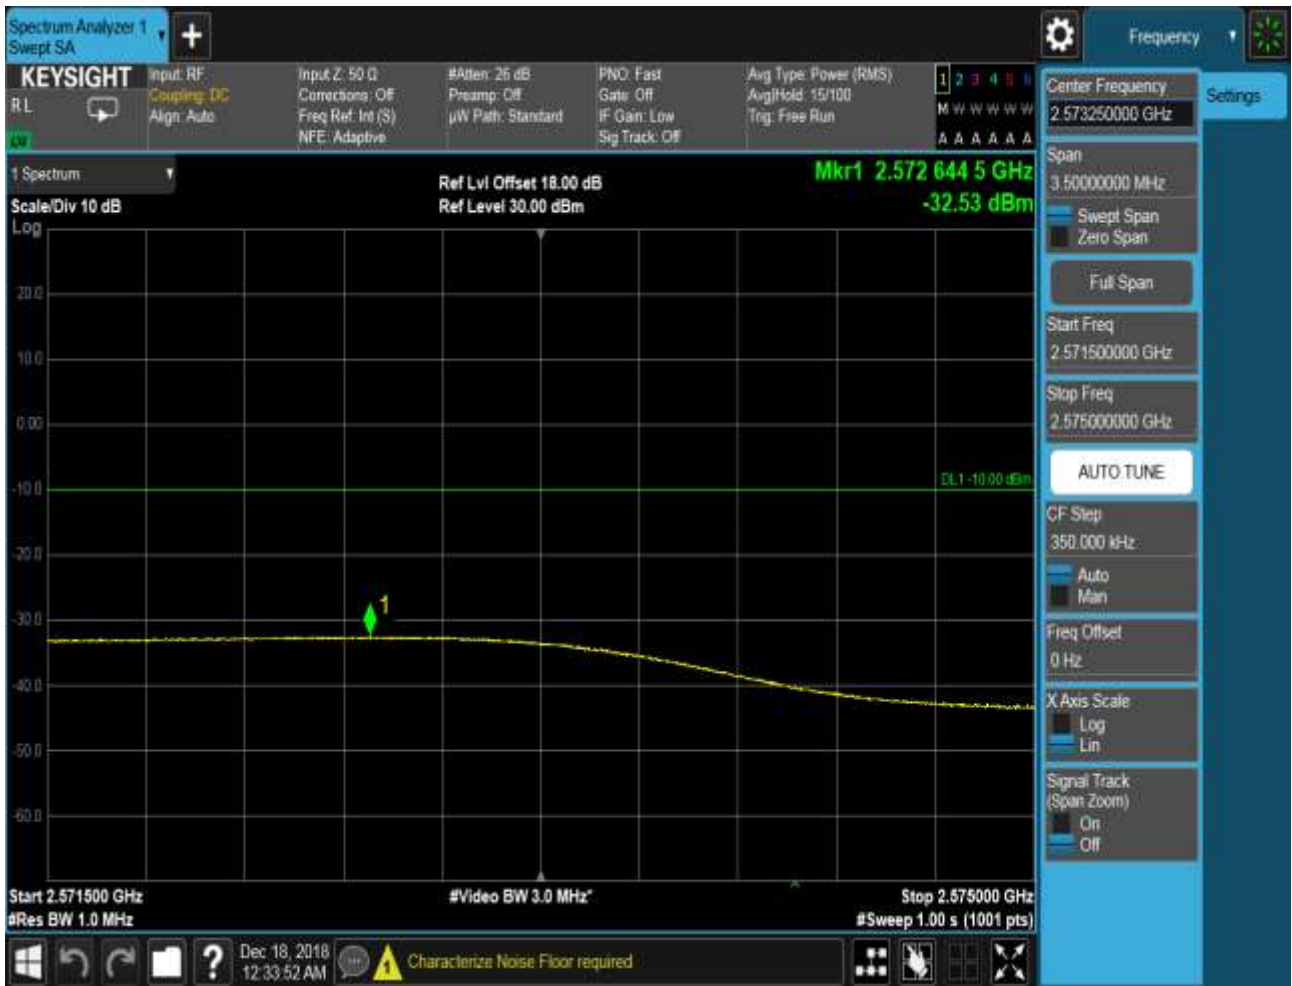 Spectrum Analyzer 1
Swept SA
Frequency
KEYSIGHT
R L
Input: RF
Coupling: DC
Align: Auto
Input Z: 50 Ω
Corrections: Off
Freq Ref: Int (S)
NFE: Adaptive
#Atten: 26 dB
Preamp: Off
µW Path: Standard
PNO: Fast
Gate: Off
IF Gain: Low
Sig Track: Off
Avg Type: Power (RMS)
Avg|Hold: 15/100
Trig: Free Run
1 2 3 4 5 6
M W W W W W
A A A A A A
1 Spectrum
Scale/Div 10 dB
Log
Ref Lvl Offset 18.00 dB
Ref Level 30.00 dBm
Mkr1 2.572 644 5 GHz
-32.53 dBm
20.0
10.0
0.00
-10.0
-20.0
-30.0
-40.0
-50.0
-60.0
DL1 -10.00 dBm
1
Start 2.571500 GHz
#Res BW 1.0 MHz
#Video BW 3.0 MHz*
Stop 2.575000 GHz
#Sweep 1.00 s (1001 pts)
Center Frequency
2.573250000 GHz
Settings
Span
3.50000000 MHz
Swept Span
Zero Span
Full Span
Start Freq
2.571500000 GHz
Stop Freq
2.575000000 GHz
AUTO TUNE
CF Step
350.000 kHz
Auto
Man
Freq Offset
0 Hz
X Axis Scale
Log
Lin
Signal Track
(Span Zoom)
On
Off
?
Dec 18, 2018
12:33:52 AM
1
Characterize Noise Floor required